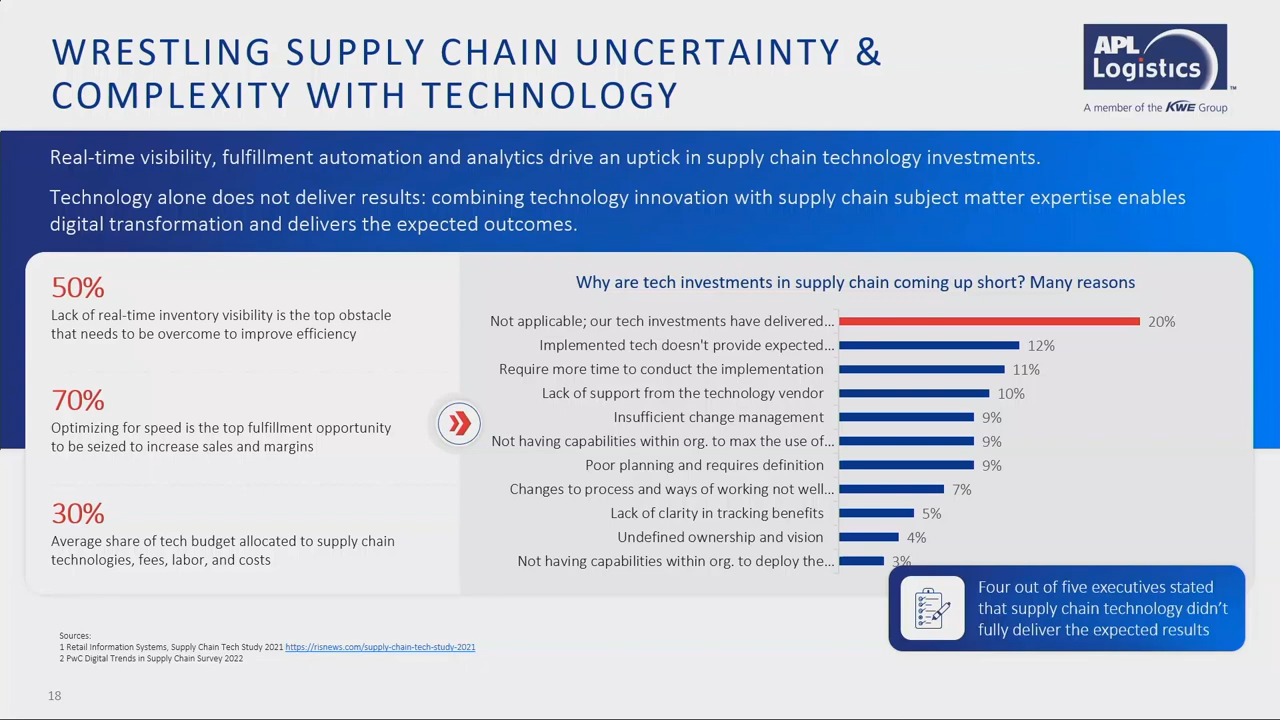 WRESTLING SUPPLY CHAIN UNCERTAINTY &
COMPLEXITY WITH TECHNOLOGY
APL
Logistics
TM
A member of the KWE Group
Real-time visibility, fulfillment automation and analytics drive an uptick in supply chain technology investments.
Technology alone does not deliver results: combining technology innovation with supply chain subject matter expertise enables
digital transformation and delivers the expected outcomes.
50%
Lack of real-time inventory visibility is the top obstacle
that needs to be overcome to improve efficiency
70%
Optimizing for speed is the top fulfillment opportunity
to be seized to increase sales and margins
30%
Average share of tech budget allocated to supply chain
technologies, fees, labor, and costs
Why are tech investments in supply chain coming up short? Many reasons
Not applicable; our tech investments have delivered... 20%
Implemented tech doesn't provide expected... 12%
Require more time to conduct the implementation 11%
Lack of support from the technology vendor 10%
Insufficient change management 9%
Not having capabilities within org. to max the use of... 9%
Poor planning and requires definition 9%
Changes to process and ways of working not well... 7%
Lack of clarity in tracking benefits 5%
Undefined ownership and vision 4%
Not having capabilities within org. to deploy the... 3%
Four out of five executives stated
that supply chain technology didn't
fully deliver the expected results
Sources:
1 Retail Information Systems, Supply Chain Tech Study 2021 https://risnews.com/supply-chain-tech-study-2021
2 PwC Digital Trends in Supply Chain Survey 2022
18